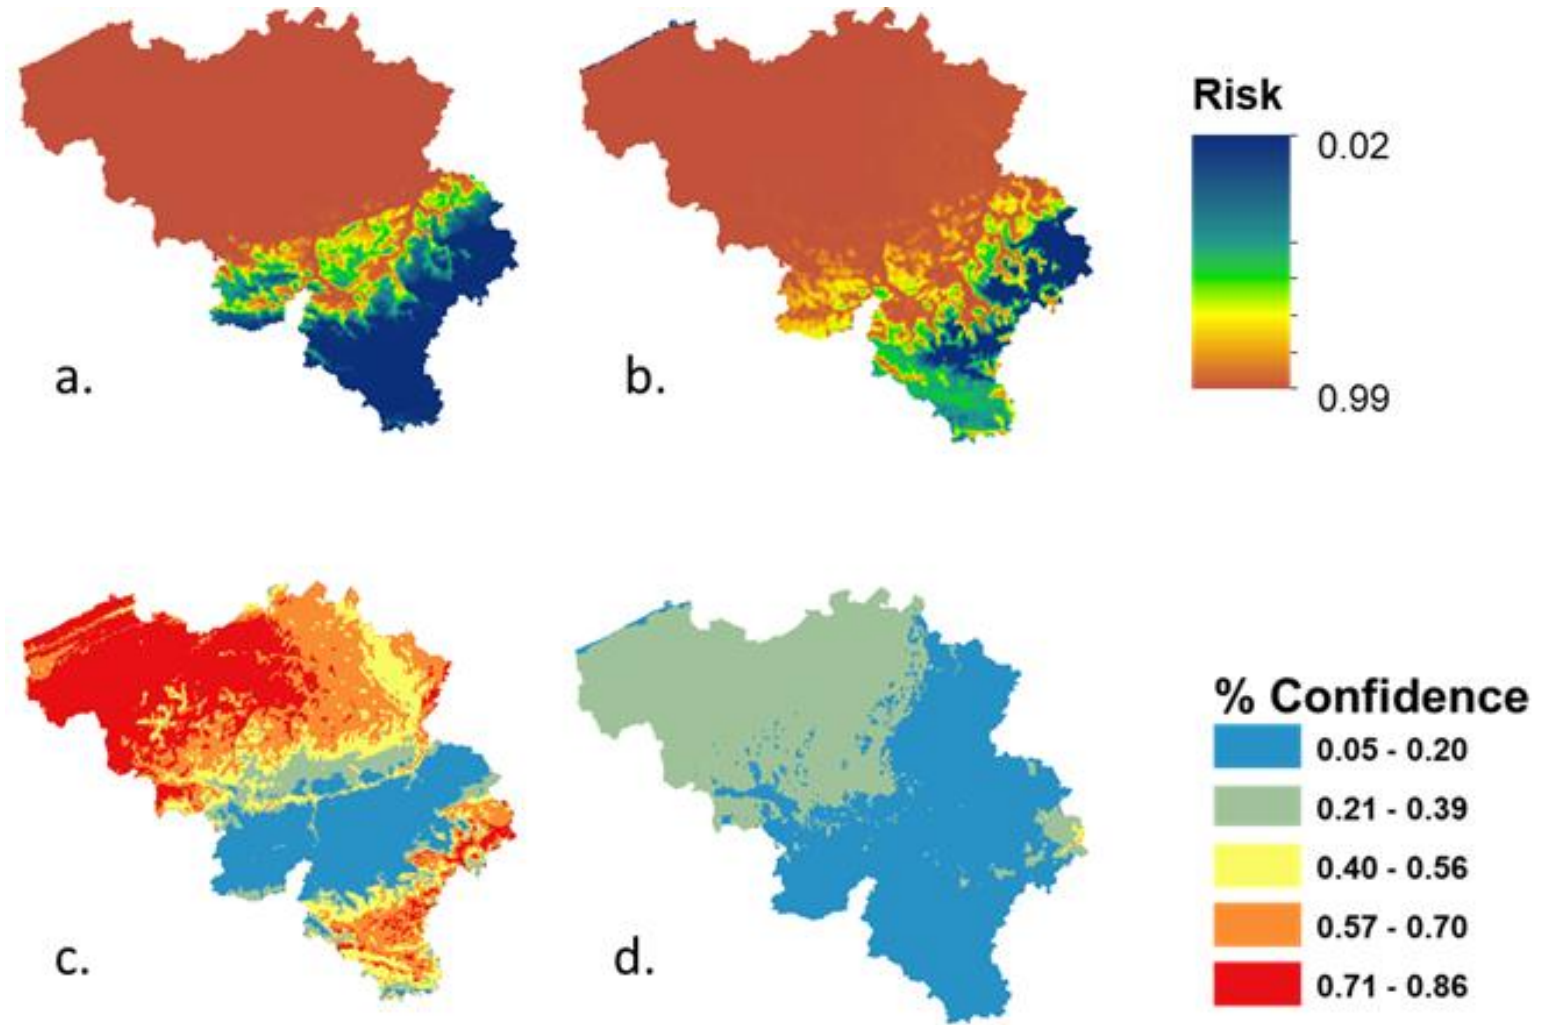 Risk
0.02
0.99
a.
b.
% Confidence
0.05 - 0.20
0.21 - 0.39
0.40 - 0.56
0.57 - 0.70
0.71 - 0.86
c.
d.